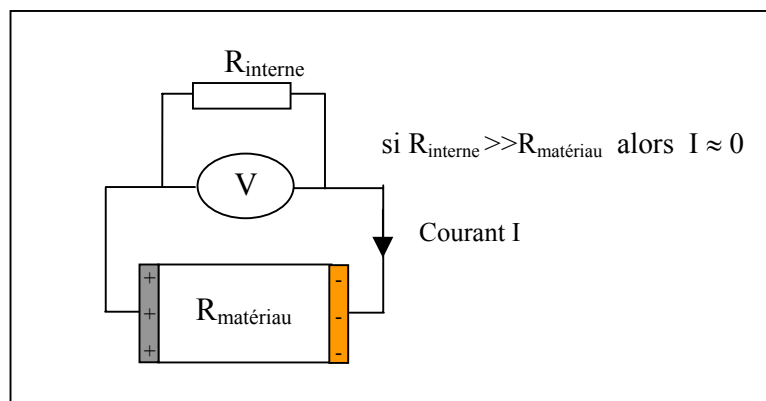 R_interne
si R_interne >>R_matériau alors I ≈ 0
V
Courant I
+ -
+ R_matériau -
+ -